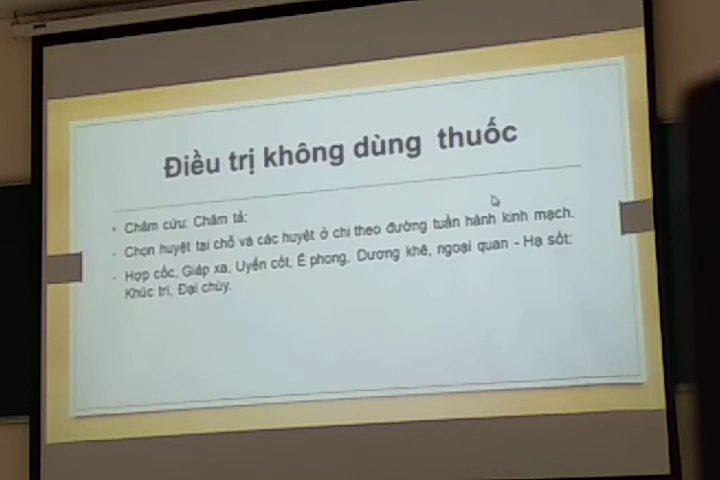 Điều trị không dùng thuốc
• Châm cứu: Châm tả:
- Chọn huyệt tại chỗ và các huyệt ở chi theo đường tuần hành kinh mạch.
- Hợp cốc, Giáp xa, Uyển cốt, Ế phong, Dương khê, ngoại quan - Hạ sốt:
Khúc trì, Đại chùy.